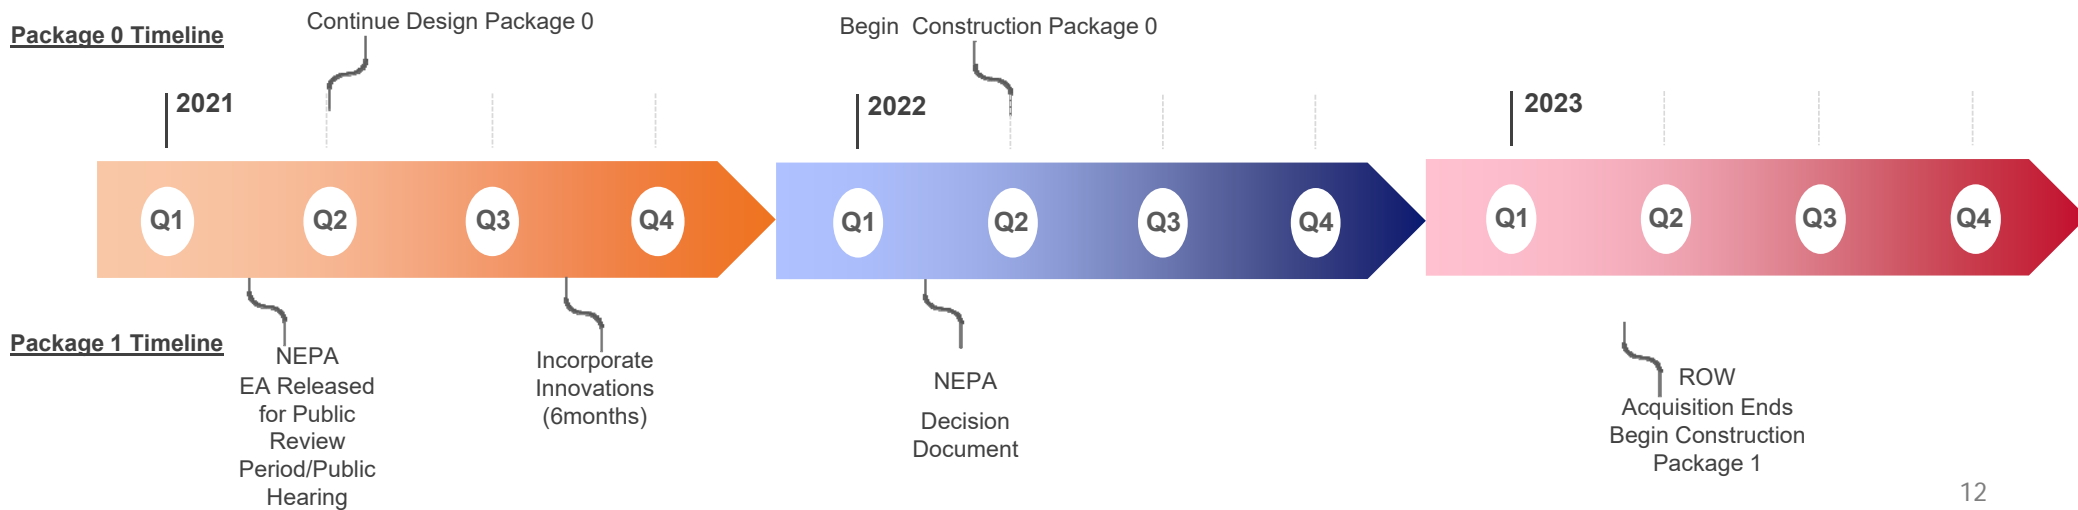 Package 0 Timeline
Continue Design Package 0
Begin Construction Package 0
2021
2022
2023
Q1
Q2
Q3
Q4
Q1
Q2
Q3
Q4
Q1
Q2
Q3
Q4
Package 1 Timeline
NEPA
EA Released
for Public
Review
Period/Public
Hearing
Incorporate
Innovations
(6months)
NEPA
Decision
Document
ROW
Acquisition Ends
Begin Construction
Package 1
12